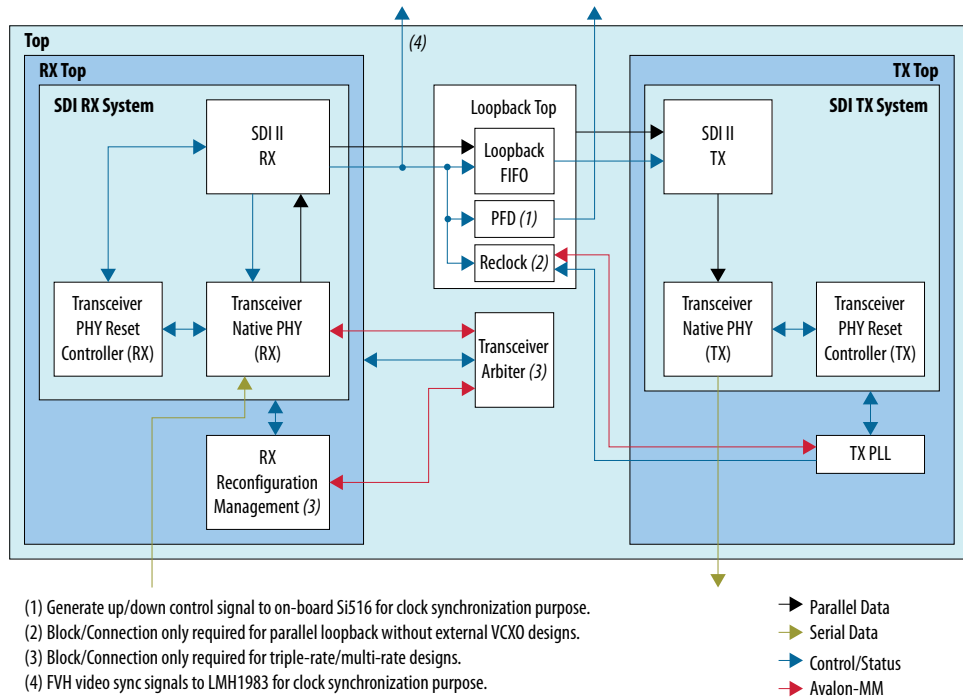 Top
(4)
RX Top
TX Top
SDI RX System
Loopback Top
SDI TX System
SDI II
RX
Loopback
FIFO
SDI II
TX
PFD (1)
Reclock (2)
Transceiver
PHY Reset
Controller (RX)
Transceiver
Native PHY
(RX)
Transceiver
Arbiter (3)
Transceiver
Native PHY
(TX)
Transceiver
PHY Reset
Controller (TX)
RX
Reconfiguration
Management (3)
TX PLL
(1) Generate up/down control signal to on-board Si516 for clock synchronization purpose.
(2) Block/Connection only required for parallel loopback without external VCXO designs.
(3) Block/Connection only required for triple-rate/multi-rate designs.
(4) FVH video sync signals to LMH1983 for clock synchronization purpose.
Parallel Data
Serial Data
Control/Status
Avalon-MM